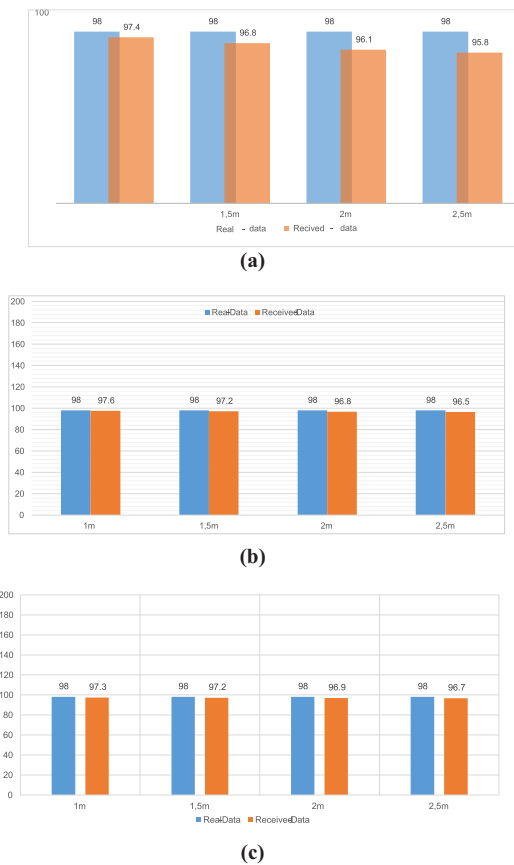 100
98 97.4 98 96.8 98 96.1 98 95.8
1,5m 2m 2,5m
Real - data Recived - data
(a)
200
Real-Data Received-Data
180
160
140
120
98 97.6 98 97.2 98 96.8 98 96.5
100
80
60
40
20
0
1m 1,5m 2m 2,5m
(b)
200
180
160
140
120
98 97.3 98 97.2 98 96.9 98 96.7
100
80
60
40
20
0
1m 1,5m 2m 2,5m
Real-Data Received-Data
(c)